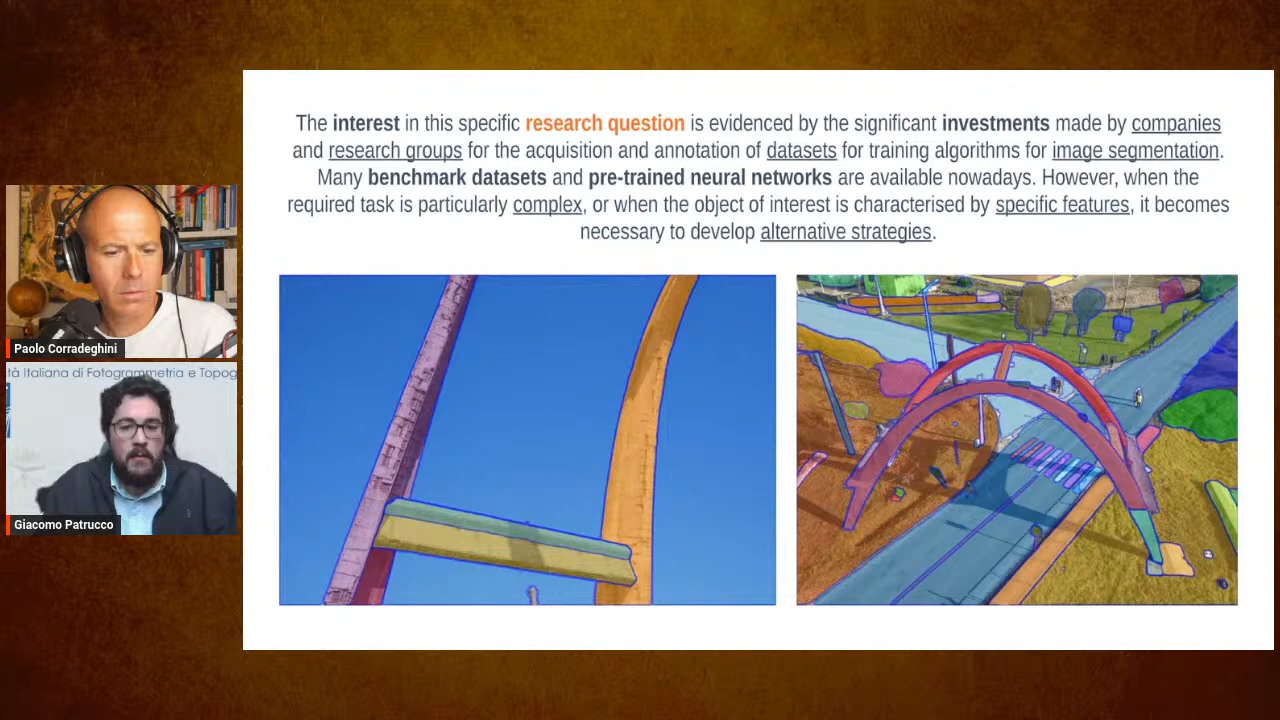 The interest in this specific research question is evidenced by the significant investments made by companies
and research groups for the acquisition and annotation of datasets for training algorithms for image segmentation.
Many benchmark datasets and pre-trained neural networks are available nowadays. However, when the
required task is particularly complex, or when the object of interest is characterised by specific features, it becomes
necessary to develop alternative strategies.
Paolo Corradeghini
tà Italiana di Fotogrammetria e Topog
Giacomo Patrucco